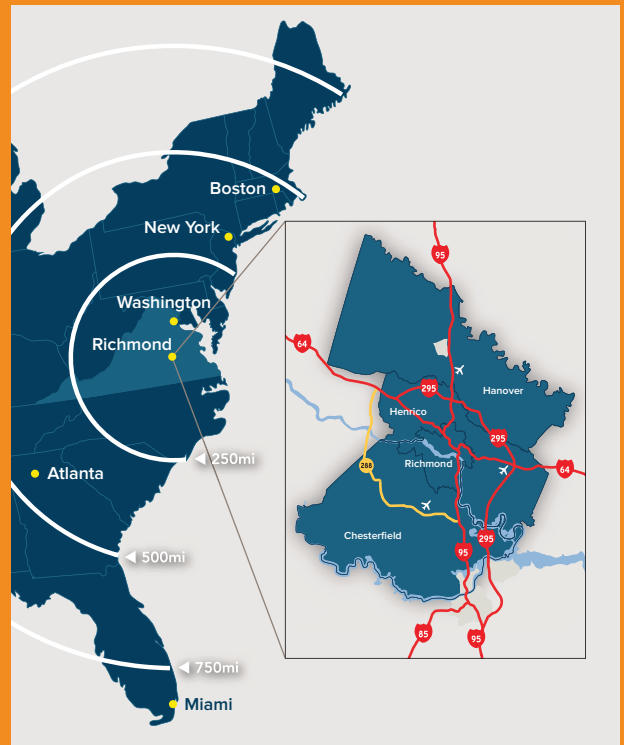 Boston
New York
Washington
Richmond
250mi
Atlanta
500mi
750mi
Miami
95
64
295
Hanover
Henrico
295
288
Richmond
64
Chesterfield
295
95
85
95